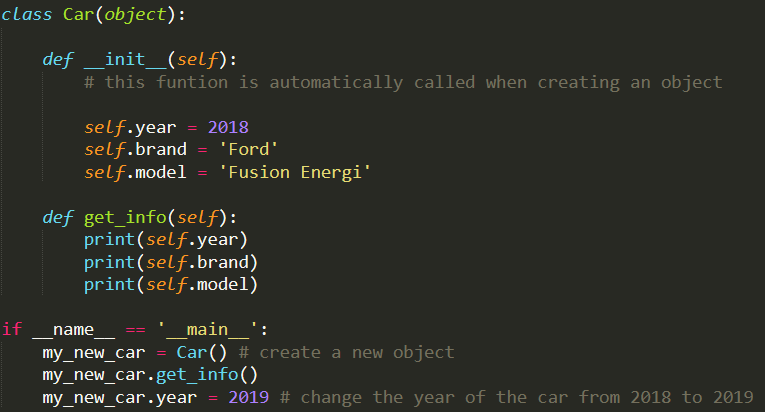 class Car(object):
def __init__(self):
# this funtion is automatically called when creating an object
self.year = 2018
self.brand = 'Ford'
self.model = 'Fusion Energi'
def get_info(self):
print(self.year)
print(self.brand)
print(self.model)
if __name__ == '__main__':
my_new_car = Car() # create a new object
my_new_car.get_info()
my_new_car.year = 2019 # change the year of the car from 2018 to 2019